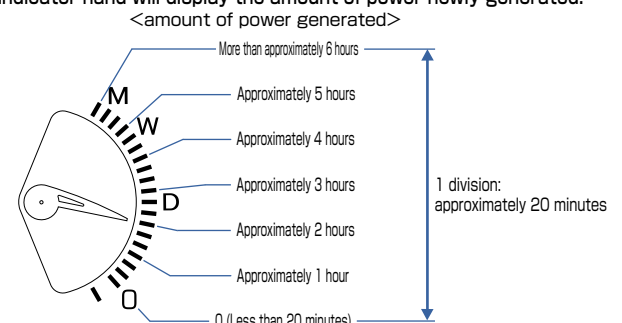 indicator hand will display the amount of power newly generated.
<amount of power generated>
More than approximately 6 hours
M
Approximately 5 hours
W
Approximately 4 hours
Approximately 3 hours
D
1 division:
approximately 20 minutes
Approximately 2 hours
Approximately 1 hour
0
0 (Less than 20 minutes)